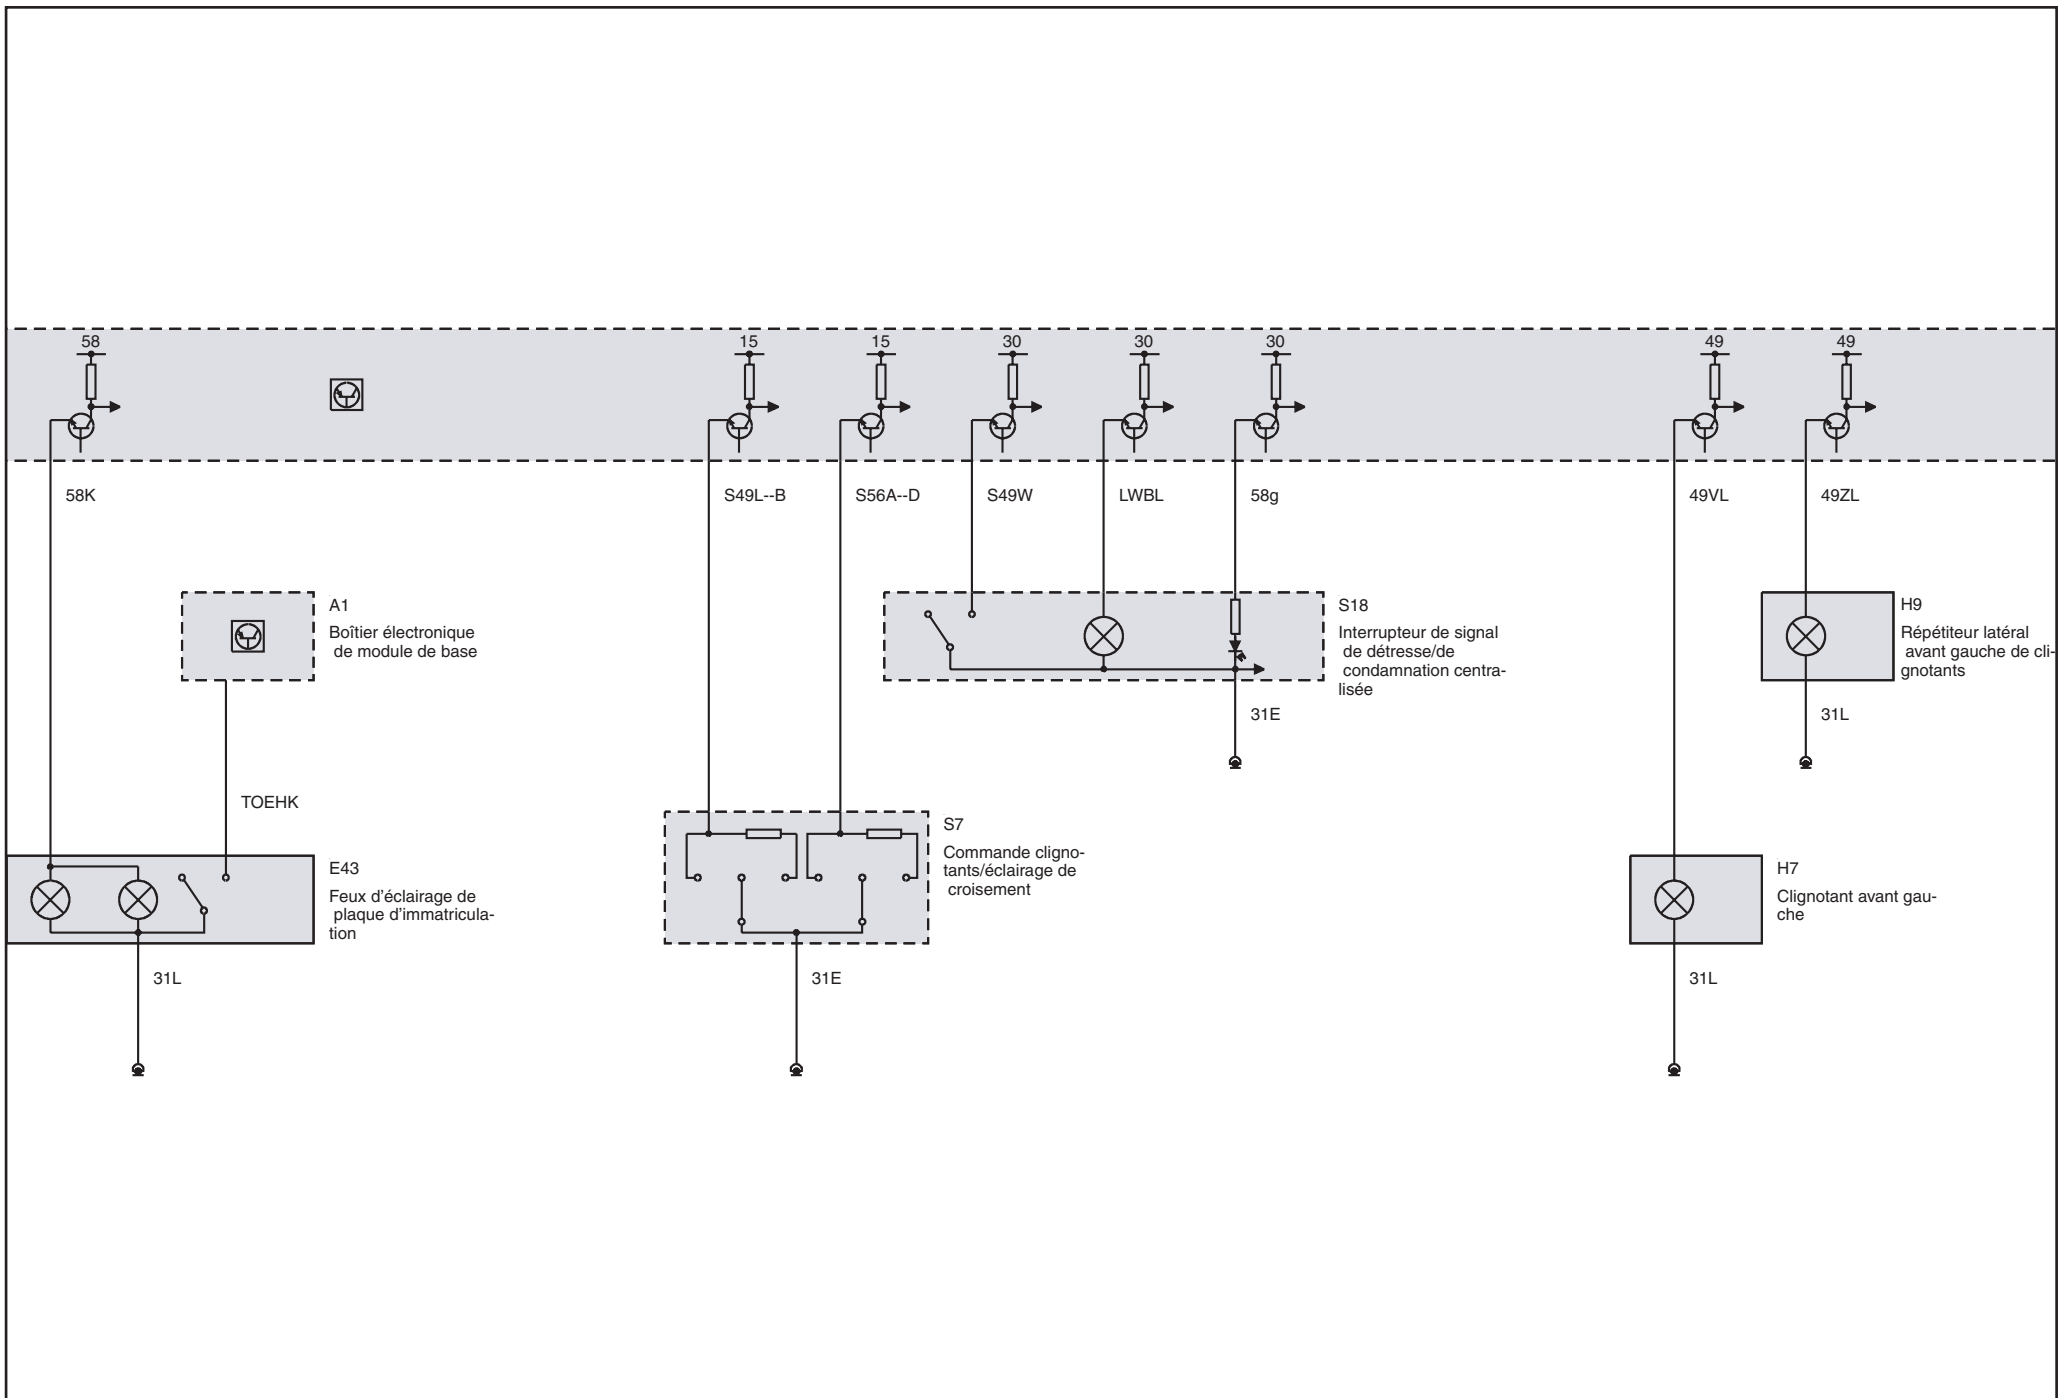 58
15
15
30
30
30
49
49
58K
S49L--B
S56A--D
S49W
LWBL
58g
49VL
49ZL
A1
Boîtier électronique
de module de base
S18
Interrupteur de signal
de détresse/de
condamnation centra-
lisée
H9
Répétiteur latéral
avant gauche de cli-
gnotants
31E
31L
TOEHK
S7
Commande cligno-
tants/éclairage de
croisement
E43
Feux d'éclairage de
plaque d'immatricula-
tion
H7
Clignotant avant gau-
che
31L
31E
31L